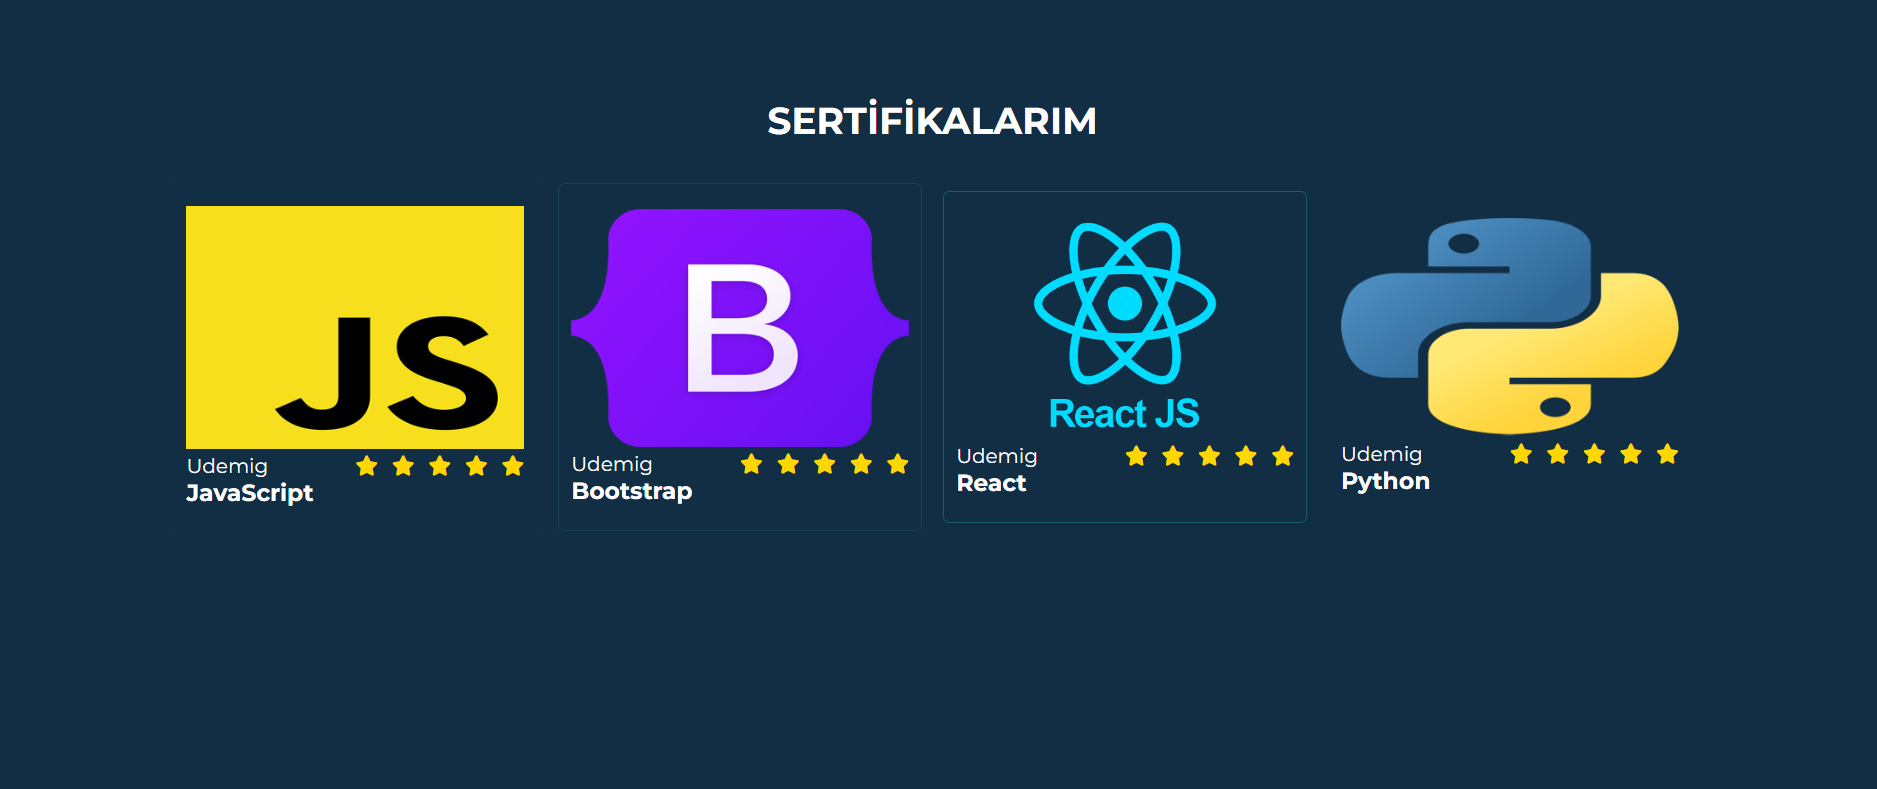 SERTİFİKALARIM
JS
Udemig
JavaScript
B
Udemig
Bootstrap
React JS
Udemig
React
Udemig
Python